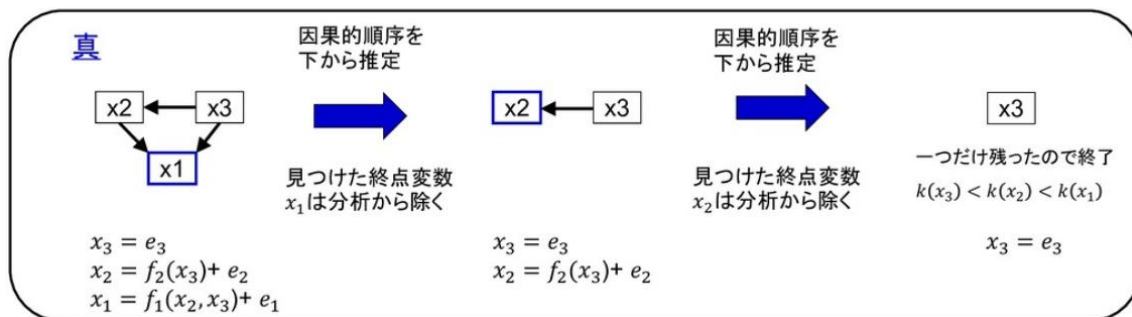 真
x2
x3
x1
x₃ = e₃
x₂ = f₂(x₃)+ e₂
x₁ = f₁(x₂, x₃)+ e₁
因果的順序を
下から推定
見つけた終点変数
x₁は分析から除く
x2
x3
x₃ = e₃
x₂ = f₂(x₃)+ e₂
因果的順序を
下から推定
見つけた終点変数
x₂は分析から除く
x3
一つだけ残ったので終了
k(x₃) < k(x₂) < k(x₁)
x₃ = e₃